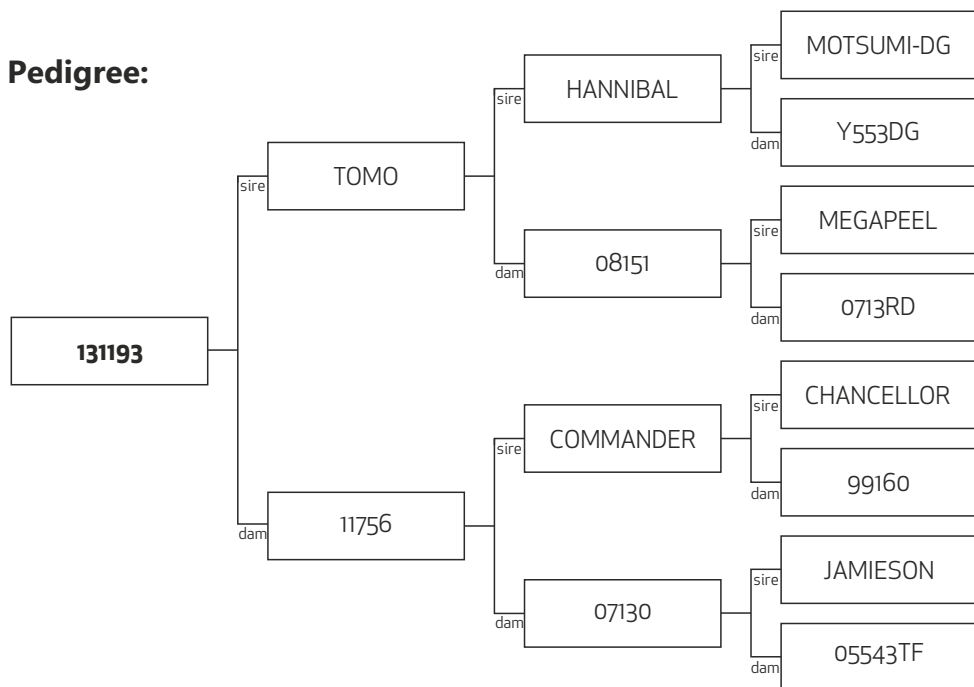 Pedigree:
MOTSUMI-DG
sire
HANNIBAL
sire
dam
Y553DG
TOMO
sire
MEGAPEEL
sire
08151
dam
0713RD
dam
131193
CHANCELLOR
sire
COMMANDER
sire
99160
dam
11756
dam
JAMIESON
sire
07130
dam
05543TF
dam